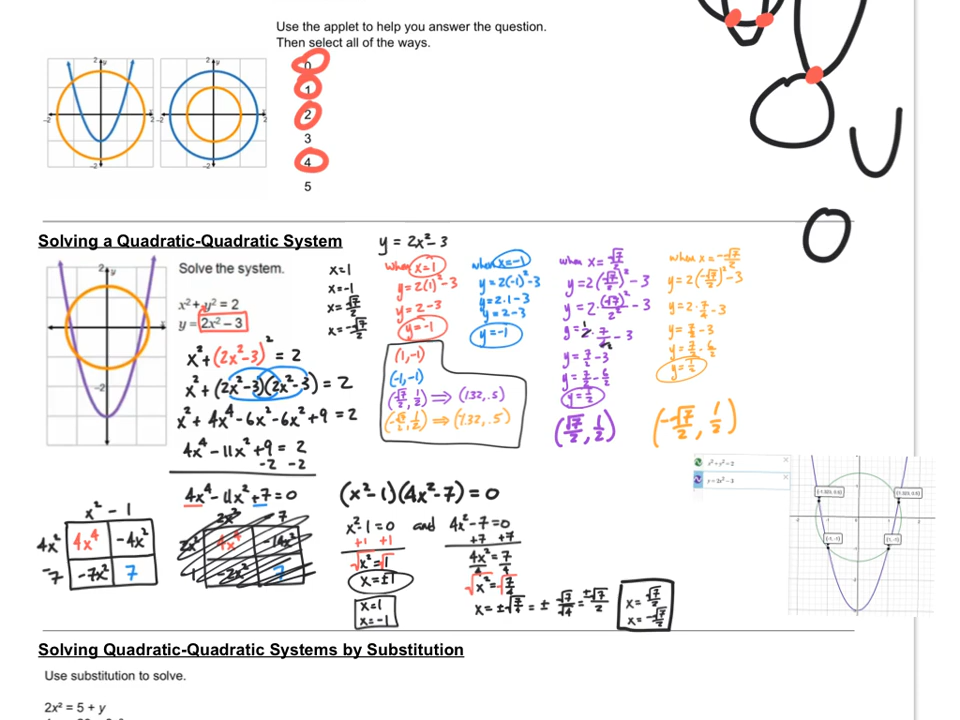 Use the applet to help you answer the question.
Then select all of the ways.
0
1
2
3
4
5
Solving a Quadratic-Quadratic System
Solve the system.
x² + y² = 2
y = 2x² − 3
x² + (2x² − 3)² = 2
x² + (2x² − 3)(2x² − 3) = 2
x² + 4x⁴ − 6x² − 6x² + 9 = 2
4x⁴ − 11x² + 9 = 2
−2 −2
4x⁴ − 11x² + 7 = 0
x² − 1
4x² 4x⁴ −4x²
−7 −7x² 7
y = 2x² − 3
x=1
x=−1
x=√7/2
x=−√7/2
when x=1
y=2(1)²−3
y=2−3
y=−1
when x=−1
y=2(−1)²−3
y=2·1−3
y=2−3
y=−1
when x=√7/2
y=2(√7/2)²−3
y=2·(√7)²/2²−3
y=2·7/4−3
y=7/2−3
y=7/2−6/2
y=1/2
(√7/2, 1/2)
when x=−√7/2
y=2(−√7/2)²−3
y=2·7/4−3
y=7/2−3
y=7/2−6/2
y=1/2
(−√7/2, 1/2)
(1,−1)
(−1,−1)
(√7/2, 1/2) ⇒ (1.32, .5)
(−√7/2, 1/2) ⇒ (-1.32, .5)
(x²−1)(4x²−7)=0
x²−1=0 and 4x²−7=0
+1 +1
√x²=√1
x=±1
x=1
x=−1
+7 +7
4x²=7
4 4
√x²=√7/4
x=±√7/4 = ± √7/√4 = ±√7/2
x=√7/2
x=−√7/2
x²+y²=2
y=2x²−3
Solving Quadratic-Quadratic Systems by Substitution
Use substitution to solve.
2x² = 5 + y